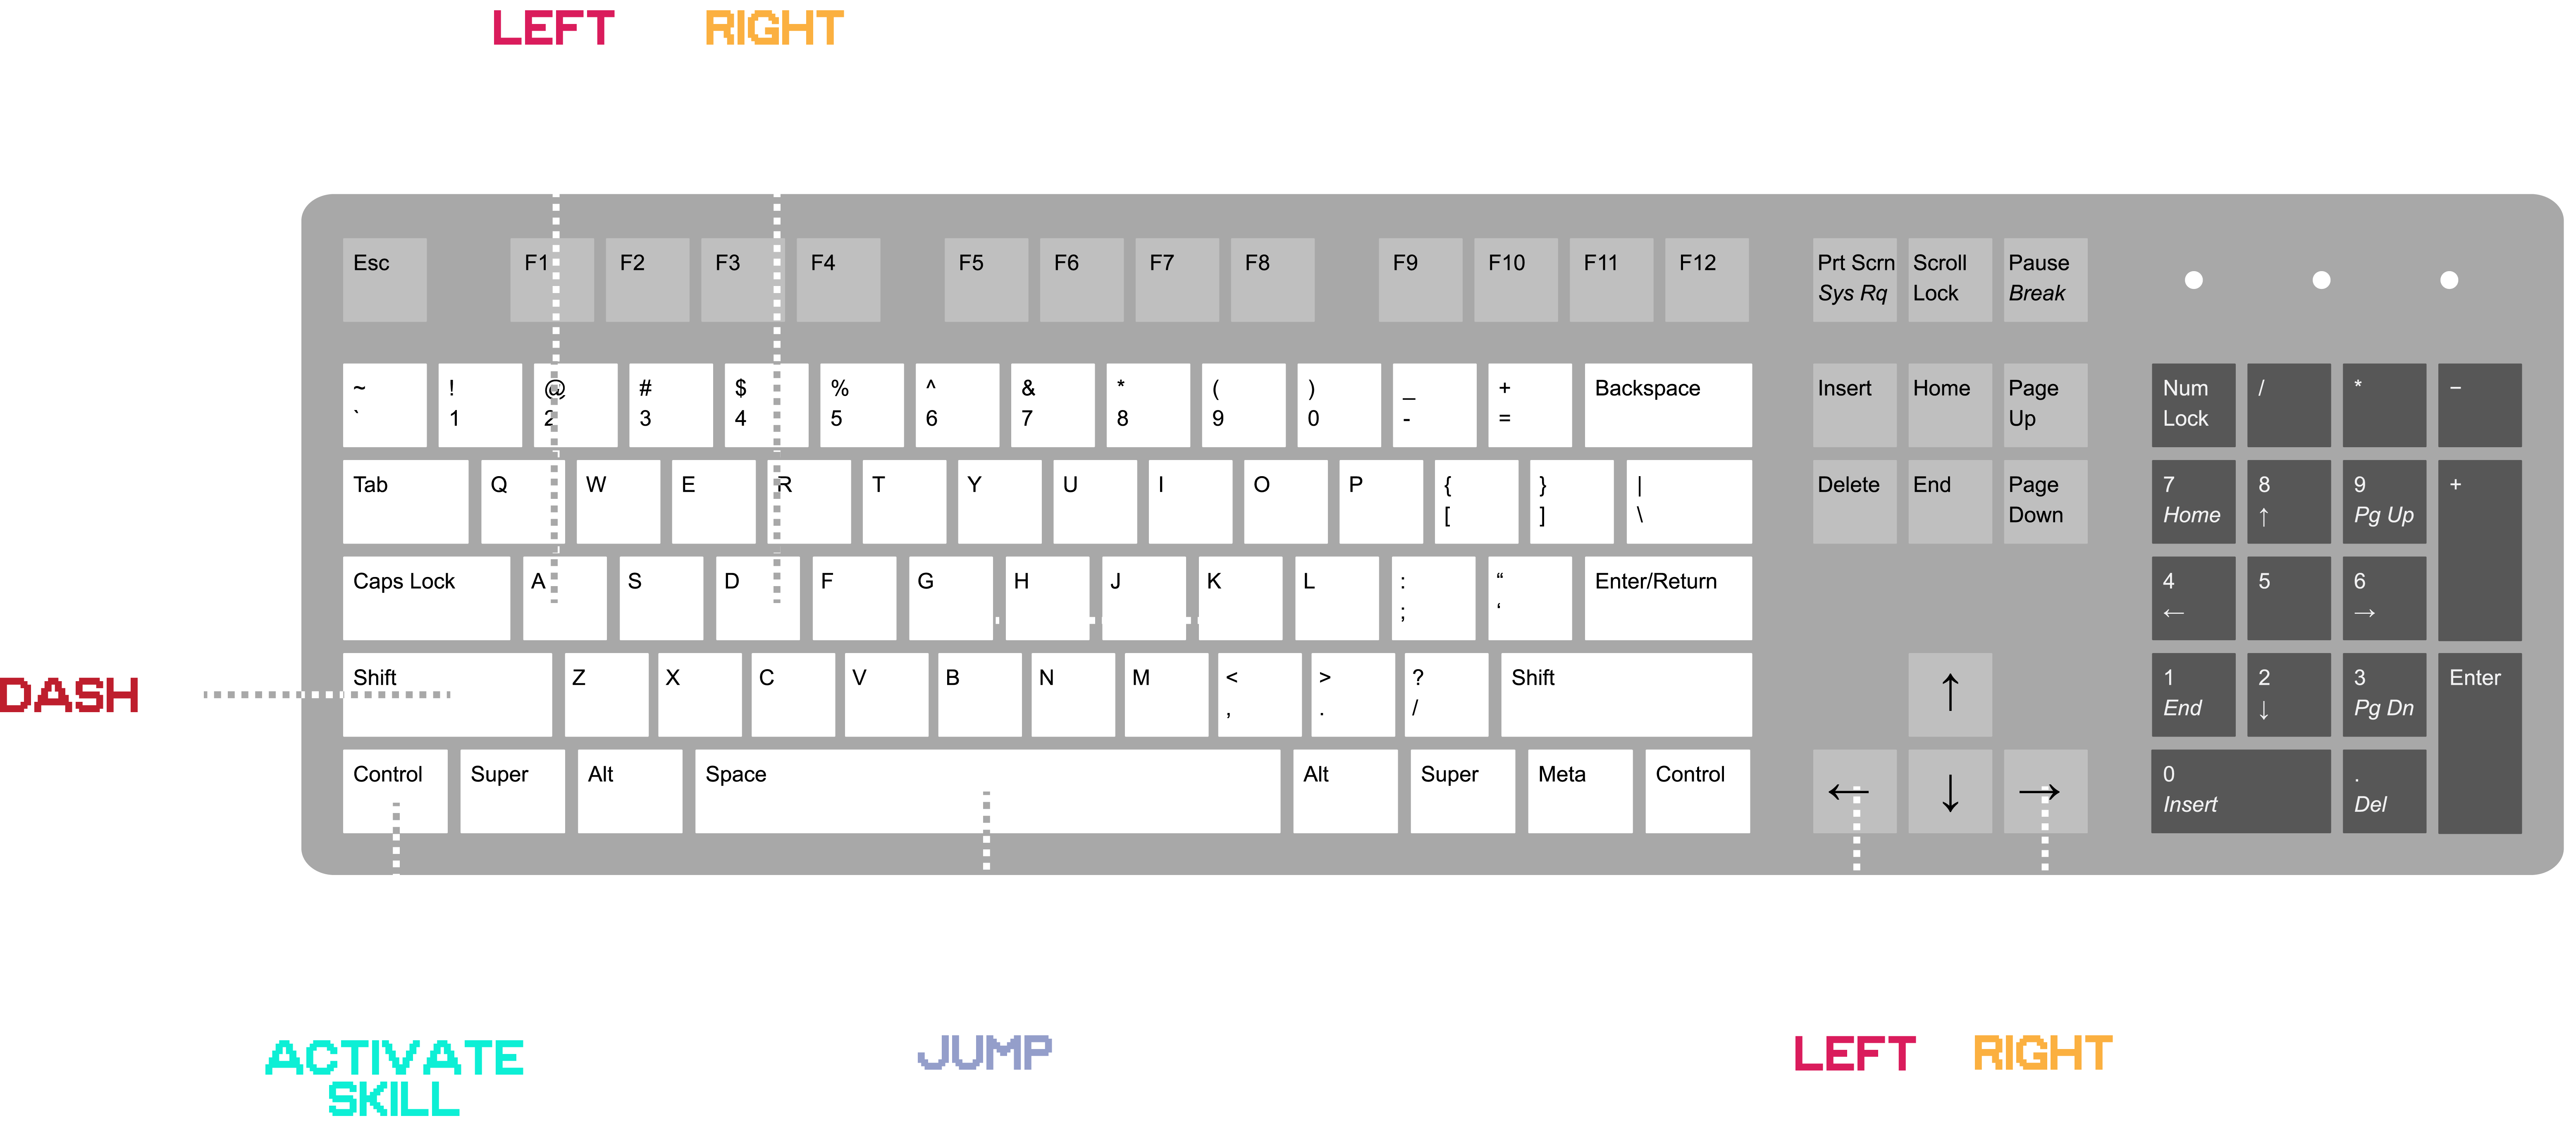 LEFT RIGHT
Esc F1 F2 F3 F4 F5 F6 F7 F8 F9 F10 F11 F12 Prt Scrn Scroll Pause
Sys Rq Lock Break
~ ! @ # $ % ^ & * ( ) _ + Backspace Insert Home Page Num / * −
` 1 2 3 4 5 6 7 8 9 0 - = Up Lock
Tab Q W E R T Y U I O P { } | Delete End Page 7 8 9 +
[ ] \ Down Home ↑ Pg Up
Caps Lock A S D F G H J K L : “ Enter/Return 4 5 6
; ‘ ← →
DASH Shift Z X C V B N M < > ? Shift ↑ 1 2 3 Enter
, . / End ↓ Pg Dn
Control Super Alt Space Alt Super Meta Control ← ↓ → 0 .
Insert Del
ACTIVATE JUMP LEFT RIGHT
SKILL